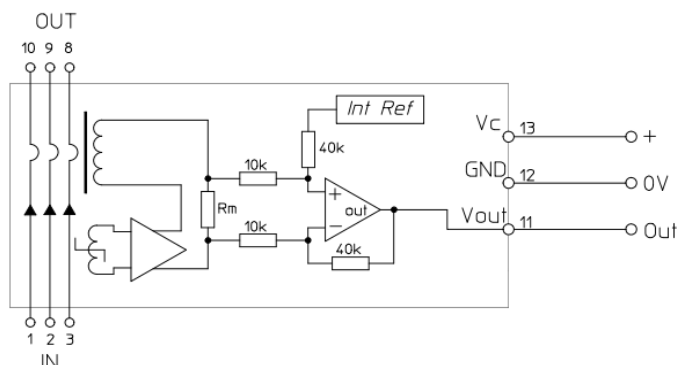 OUT
10 9 8
Int Ref
Vc 13 +
40k
10k
GND 12 0V
+
Rm
out
Vout 11 Out
10k
−
40k
1 2 3
IN